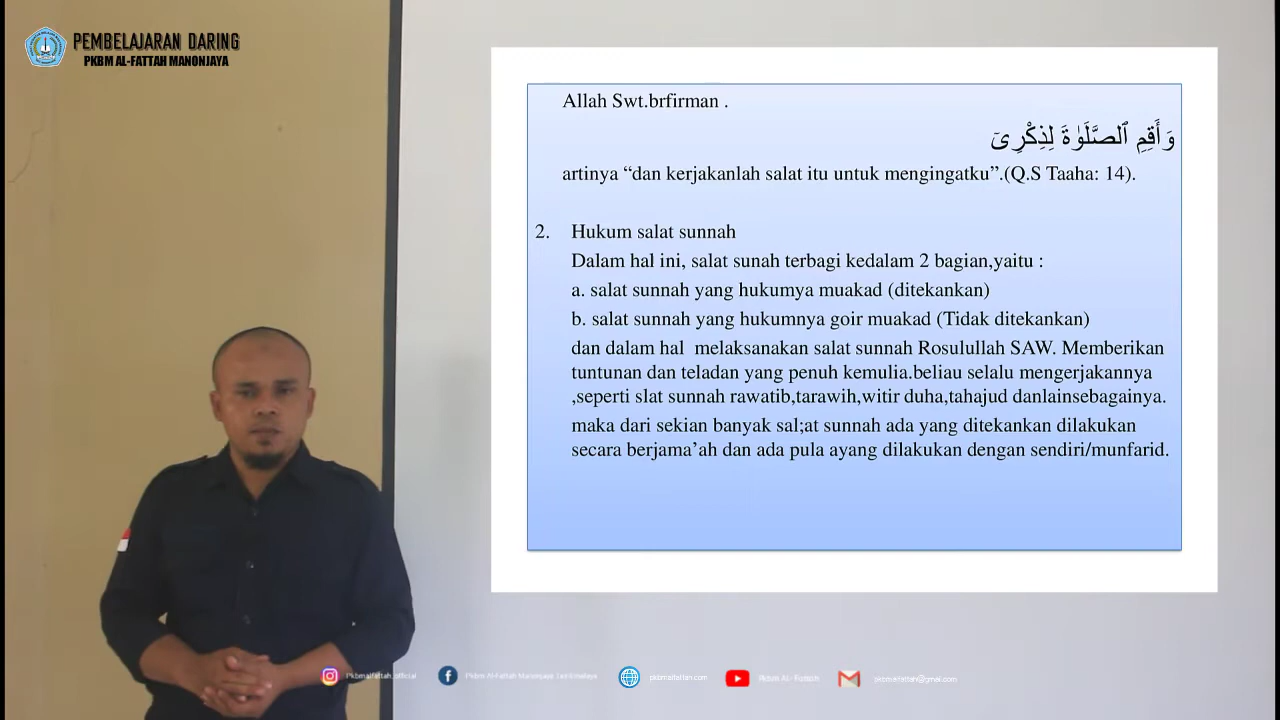 PEMBELAJARAN DARING
PKBM AL-FATTAH MANONJAYA
Allah Swt.brfirman .
وَأَقِمِ ٱلصَّلَوٰةَ لِذِكْرِىٓ
artinya “dan kerjakanlah salat itu untuk mengingatku”.(Q.S Taaha: 14).
2. Hukum salat sunnah
Dalam hal ini, salat sunah terbagi kedalam 2 bagian,yaitu :
a. salat sunnah yang hukumya muakad (ditekankan)
b. salat sunnah yang hukumnya goir muakad (Tidak ditekankan)
dan dalam hal melaksanakan salat sunnah Rosulullah SAW. Memberikan
tuntunan dan teladan yang penuh kemulia.beliau selalu mengerjakannya
,seperti slat sunnah rawatib,tarawih,witir duha,tahajud danlainsebagainya.
maka dari sekian banyak sal;at sunnah ada yang ditekankan dilakukan
secara berjama’ah dan ada pula ayang dilakukan dengan sendiri/munfarid.
Pkbmalfattah_official
Pkbm Al-Fattah Manonjaya Tasikmalaya
pkbmalfattah.com
Pkbm Al- Fattah
pkbmalfattah@gmail.com